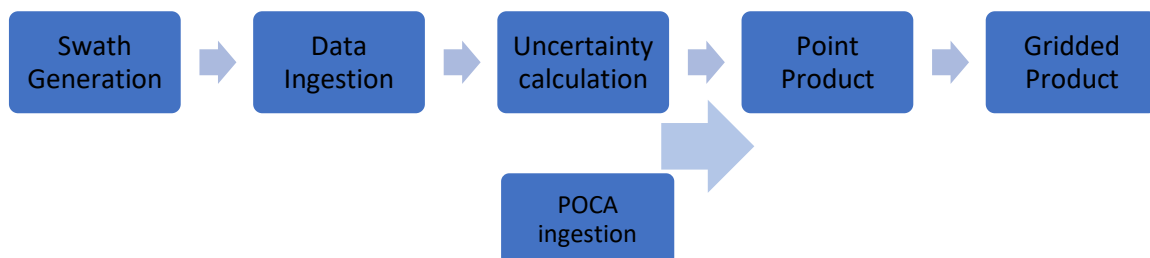 Swath
Generation
Data
Ingestion
Uncertainty
calculation
Point
Product
Gridded
Product
POCA
ingestion